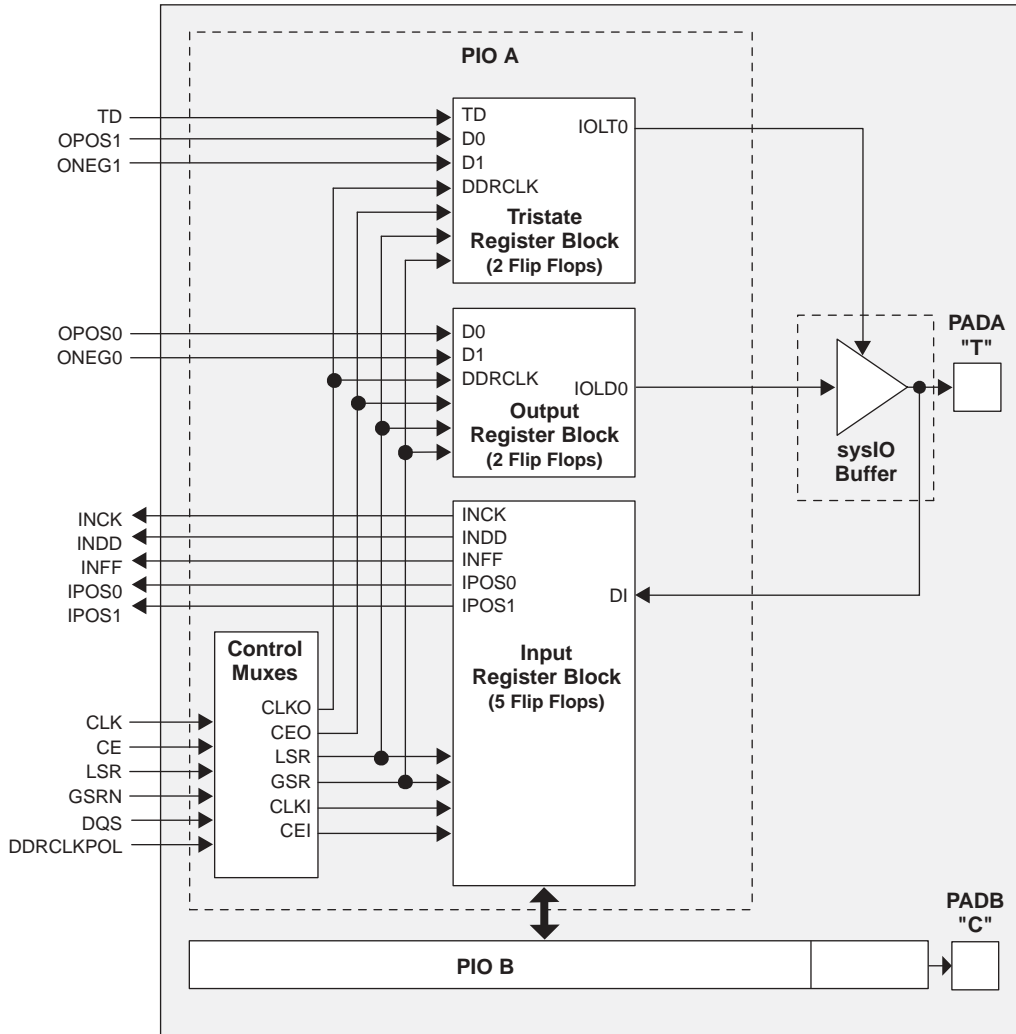 PIO A
TD
OPOS1
ONEG1
TD
D0
D1
DDRCLK
IOLT0
Tristate
Register Block
(2 Flip Flops)
OPOS0
ONEG0
D0
D1
DDRCLK
IOLD0
Output
Register Block
(2 Flip Flops)
PADA
"T"
sysIO
Buffer
INCK
INDD
INFF
IPOS0
IPOS1
INCK
INDD
INFF
IPOS0
IPOS1
DI
Input
Register Block
(5 Flip Flops)
Control
Muxes
CLK
CE
LSR
GSRN
DQS
DDRCLKPOL
CLKO
CEO
LSR
GSR
CLKI
CEI
PIO B
PADB
"C"